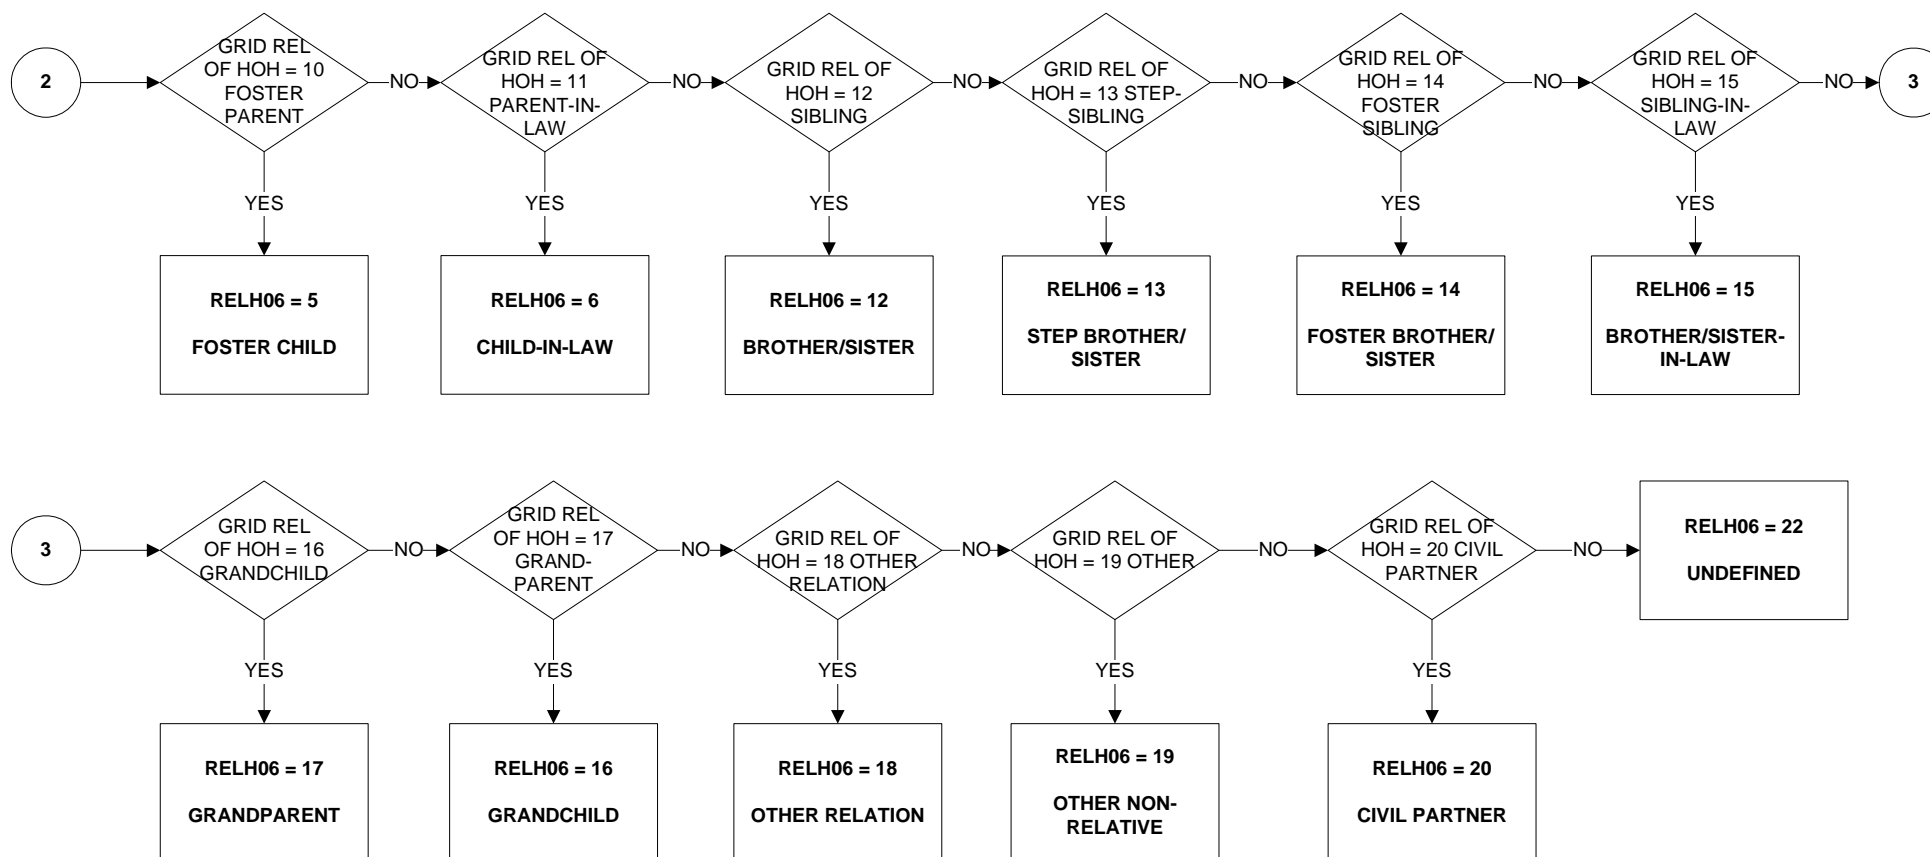 2
GRID REL
OF HOH = 10
FOSTER
PARENT
NO
GRID REL OF
HOH = 11
PARENT-IN-
LAW
NO
GRID REL OF
HOH = 12
SIBLING
NO
GRID REL OF
HOH = 13 STEP-
SIBLING
NO
GRID REL OF
HOH = 14
FOSTER
SIBLING
NO
GRID REL OF
HOH = 15
SIBLING-IN-
LAW
NO
3
YES
YES
YES
YES
YES
YES
RELH06 = 5
FOSTER CHILD
RELH06 = 6
CHILD-IN-LAW
RELH06 = 12
BROTHER/SISTER
RELH06 = 13
STEP BROTHER/
SISTER
RELH06 = 14
FOSTER BROTHER/
SISTER
RELH06 = 15
BROTHER/SISTER-
IN-LAW
3
GRID REL
OF HOH = 16
GRANDCHILD
NO
GRID REL
OF HOH = 17
GRAND-
PARENT
NO
GRID REL OF
HOH = 18 OTHER
RELATION
NO
GRID REL OF
HOH = 19 OTHER
NO
GRID REL OF
HOH = 20 CIVIL
PARTNER
NO
RELH06 = 22
UNDEFINED
YES
YES
YES
YES
YES
RELH06 = 17
GRANDPARENT
RELH06 = 16
GRANDCHILD
RELH06 = 18
OTHER RELATION
RELH06 = 19
OTHER NON-
RELATIVE
RELH06 = 20
CIVIL PARTNER